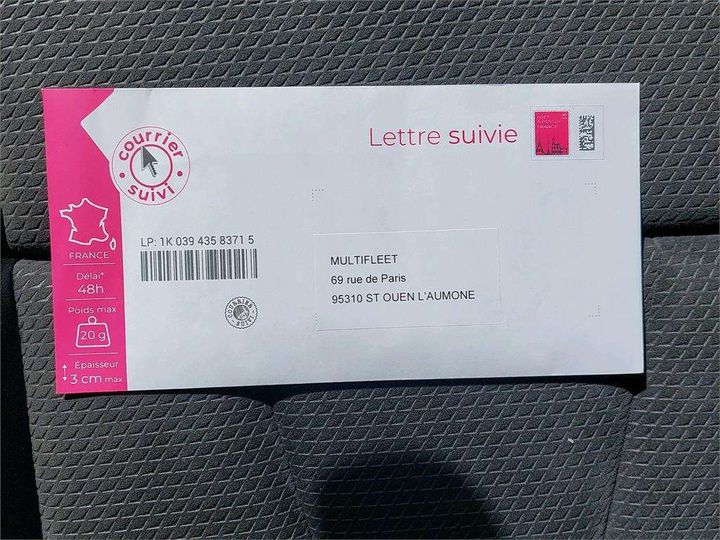 courrier
suivi
Lettre suivie
FRANCE
Délai*
48h
Poids max
20 g
Épaisseur
3 cm max
LP: 1K 039 435 8371 5
MULTIFLEET
69 rue de Paris
95310 ST OUEN L'AUMONE